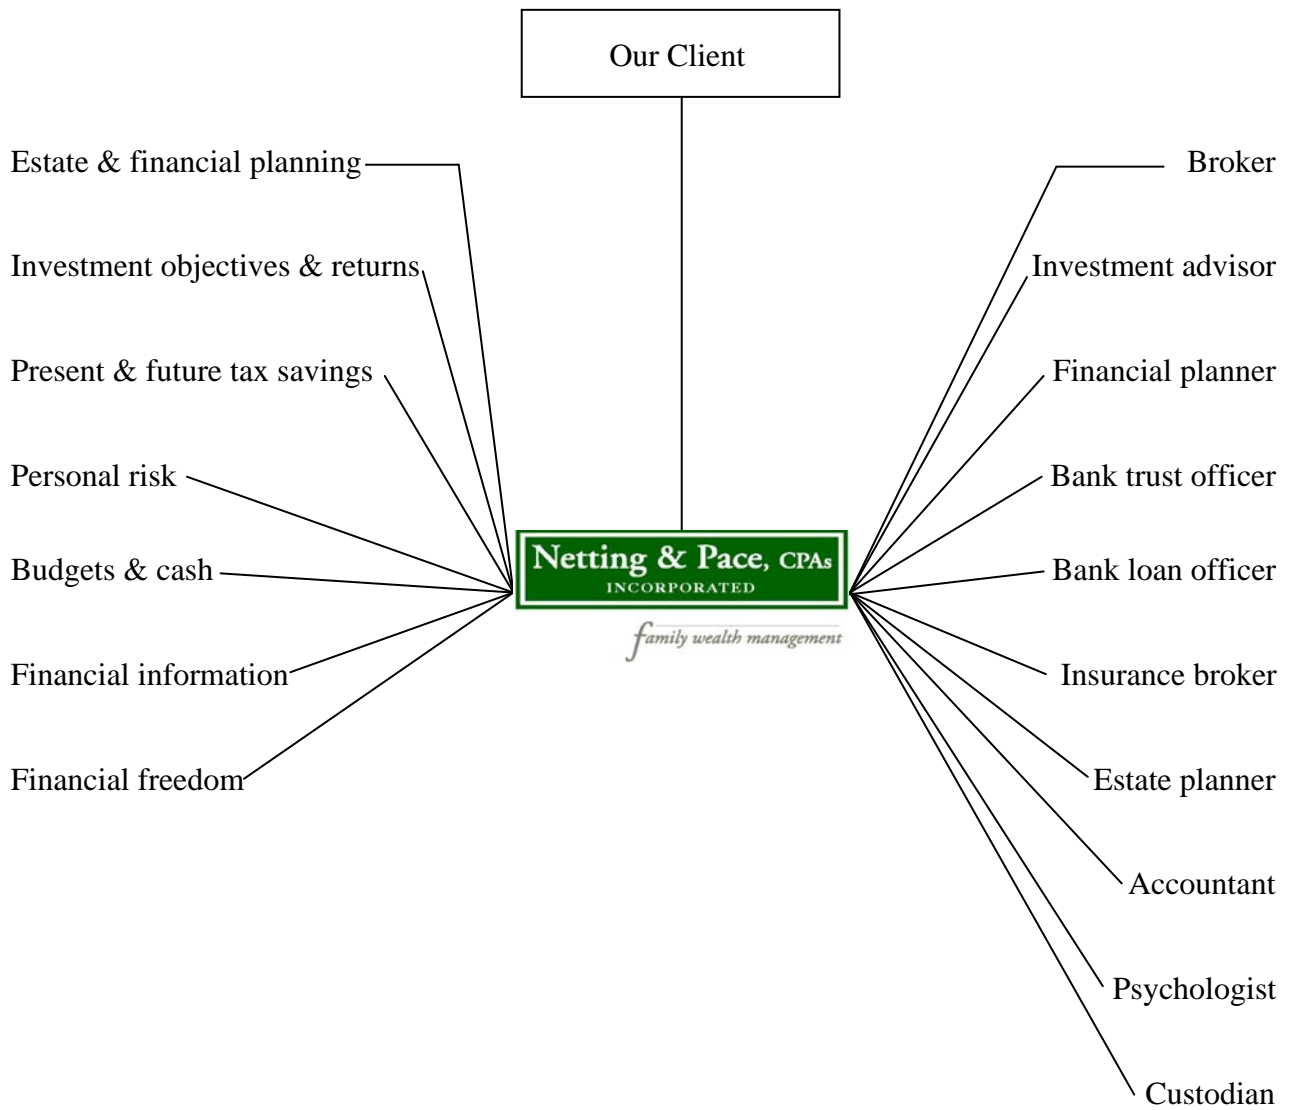 Our Client
Estate & financial planning
Investment objectives & returns
Present & future tax savings
Personal risk
Budgets & cash
Financial information
Financial freedom
Netting & Pace, CPAs
INCORPORATED
family wealth management
Broker
Investment advisor
Financial planner
Bank trust officer
Bank loan officer
Insurance broker
Estate planner
Accountant
Psychologist
Custodian